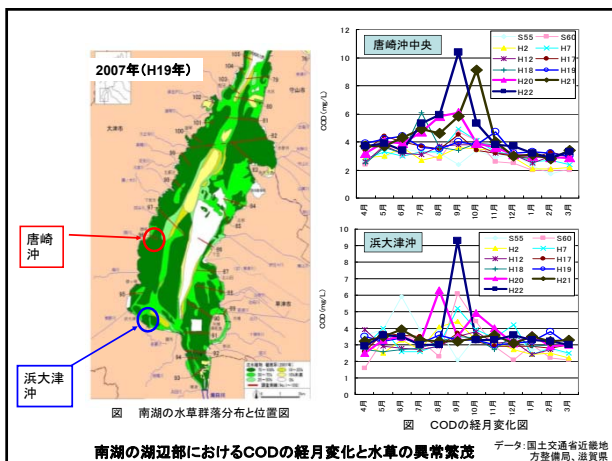 2007年(H19年)
守山市
大津市
草津市
唐崎
沖
浜大津
沖
図 南湖の水草群落分布と位置図
唐崎沖中央
COD(mg/L)
12
10
8
6
4
2
0
S55 S60
H2 H7
H12 H17
H18 H19
H20 H21
H22
4月 5月 6月 7月 8月 9月 10月 11月 12月 1月 2月 3月
浜大津沖
COD(mg/L)
10
9
8
7
6
5
4
3
2
1
0
S55 S60
H2 H7
H12 H17
H18 H19
H20 H21
H22
4月 5月 6月 7月 8月 9月 10月 11月 12月 1月 2月 3月
図 CODの経月変化図
南湖の湖辺部におけるCODの経月変化と水草の異常繁茂
データ:国土交通省近畿地
方整備局、滋賀県